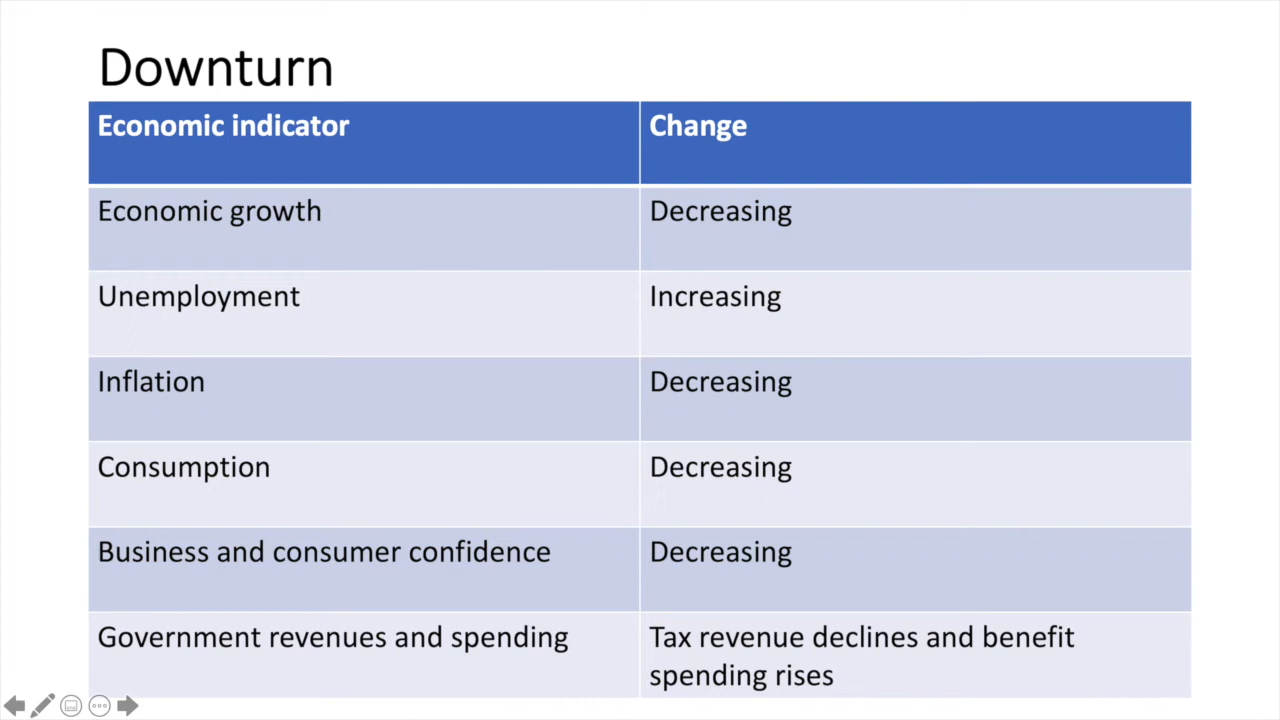 Downturn
Economic indicator
Change
Economic growth
Decreasing
Unemployment
Increasing
Inflation
Decreasing
Consumption
Decreasing
Business and consumer confidence
Decreasing
Government revenues and spending
Tax revenue declines and benefit
spending rises